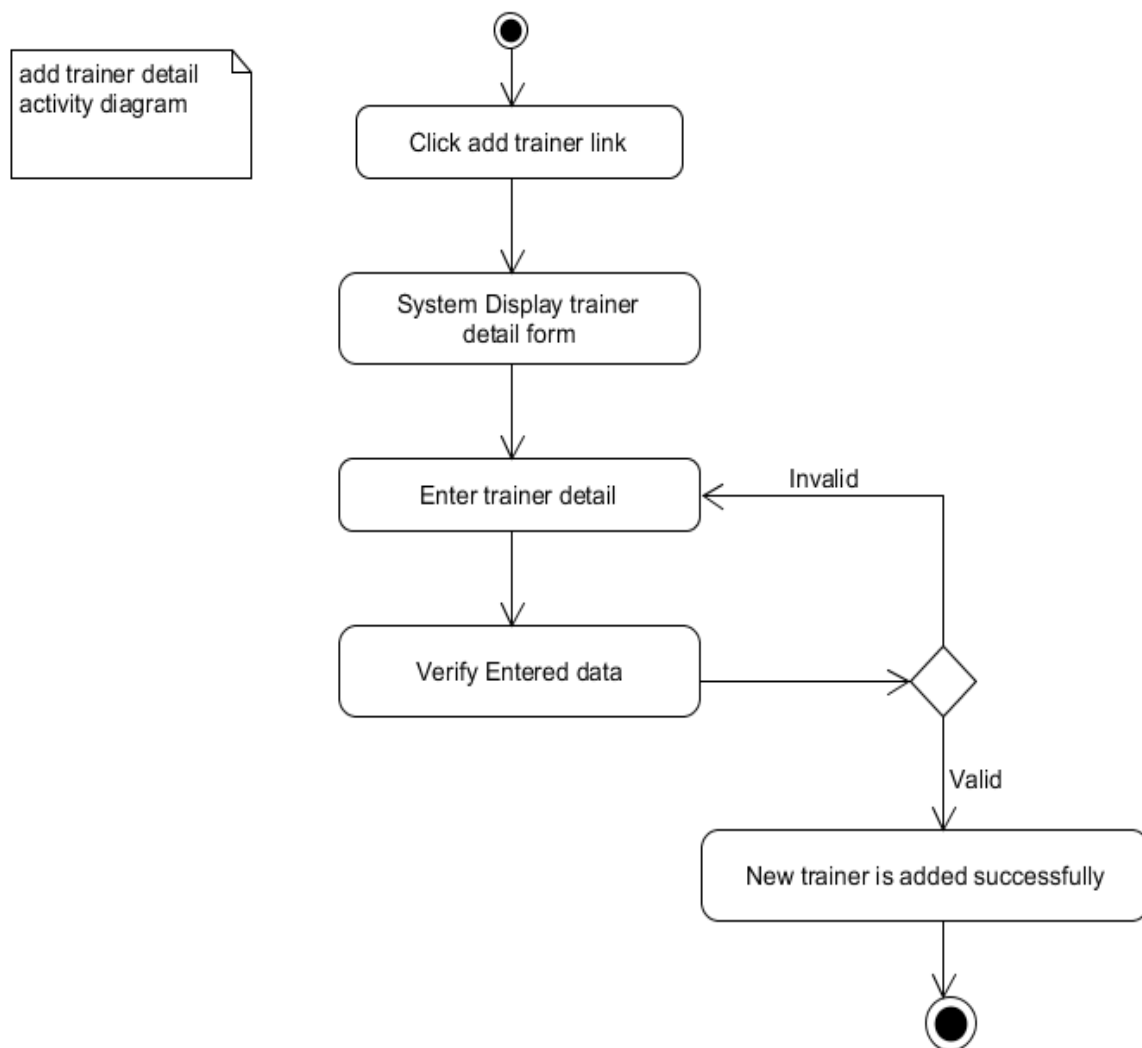 add trainer detail
activity diagram
Click add trainer link
System Display trainer
detail form
Enter trainer detail
Invalid
Verify Entered data
Valid
New trainer is added successfully